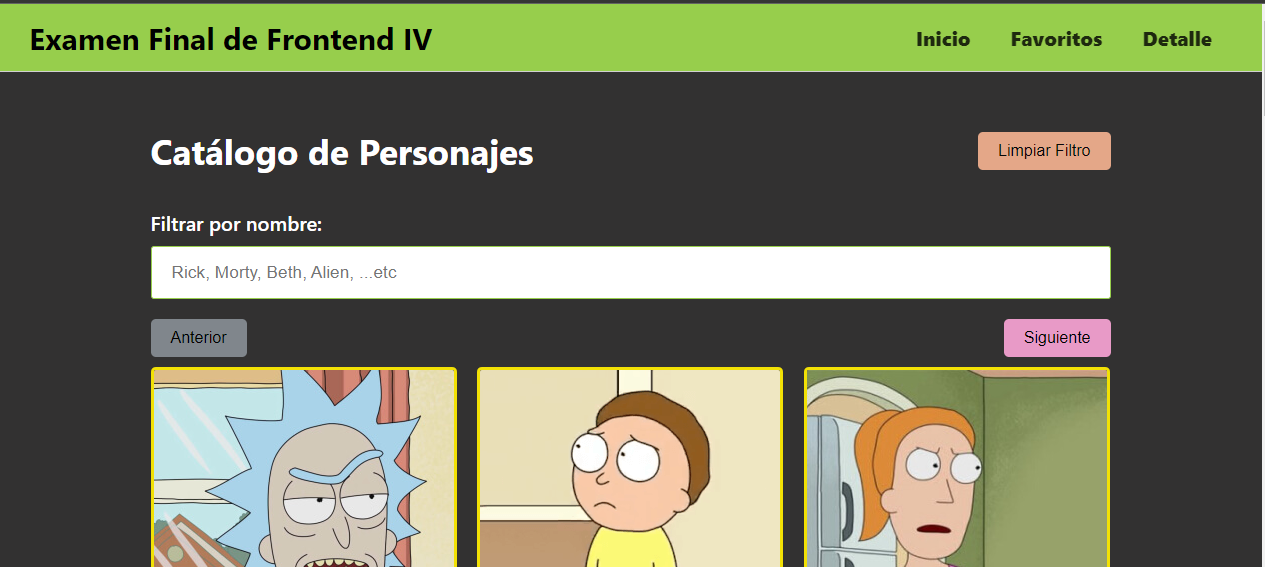 Examen Final de Frontend IV
Inicio Favoritos Detalle
Catálogo de Personajes
Limpiar Filtro
Filtrar por nombre:
Rick, Morty, Beth, Alien, ...etc
Anterior
Siguiente